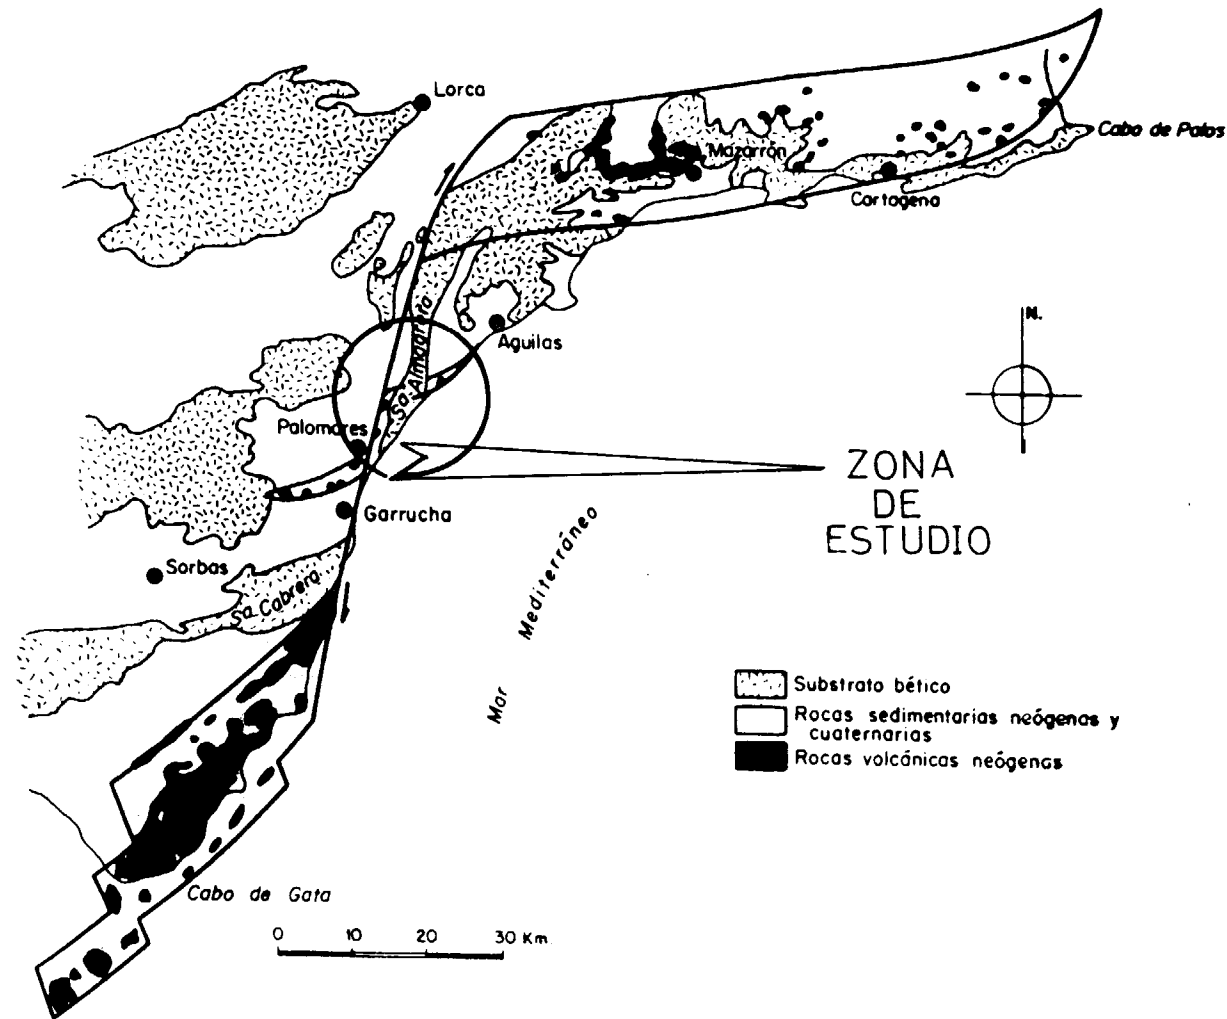 Lorca
Cabo de Palos
Mazarrón
Cartagena
N.
Sa. Almagrera
Aguilas
Palomares
ZONA
DE
ESTUDIO
Garrucha
Mar Mediterráneo
Sorbas
Sa. Cabrera
Substrato bético
Rocas sedimentarias neógenas y
cuaternarias
Rocas volcánicas neógenas
Cabo de Gata
0 10 20 30 Km.